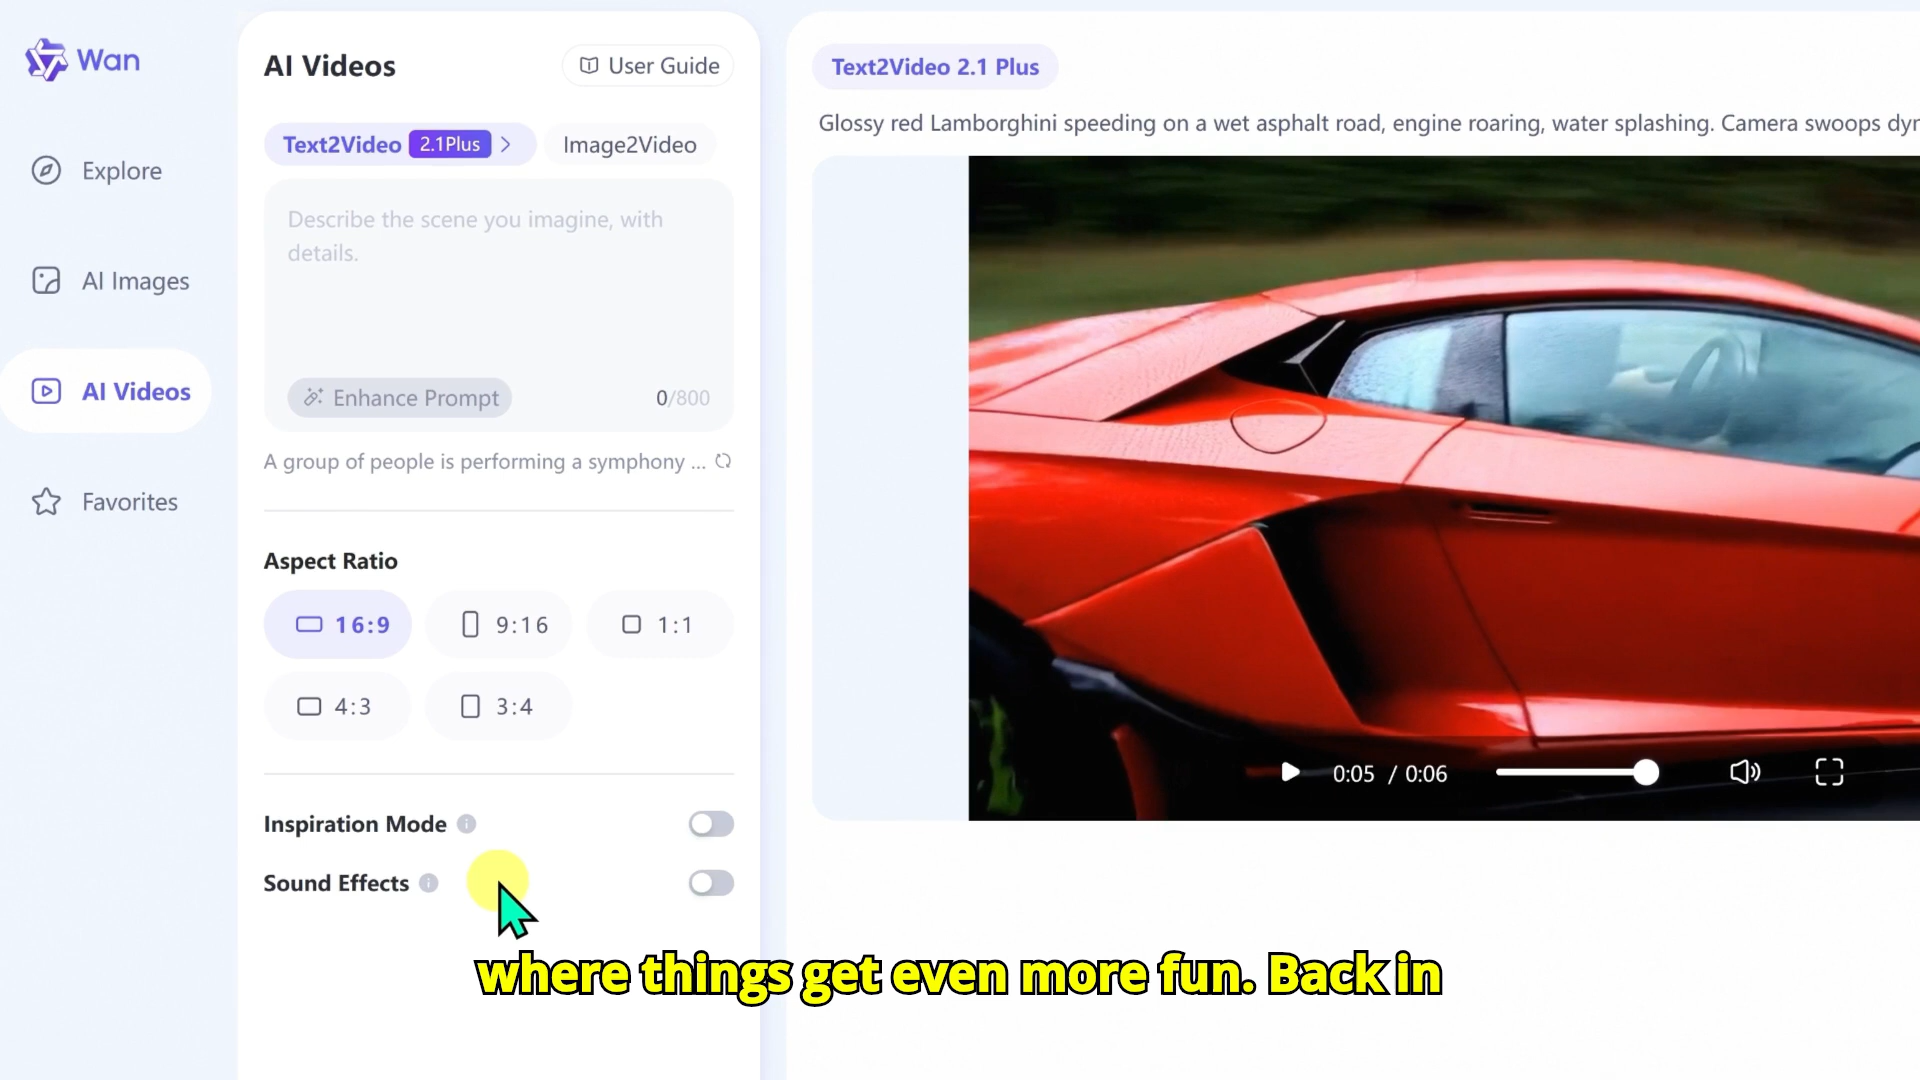 Wan
Explore
AI Images
AI Videos
Favorites
AI Videos
User Guide
Text2Video 2.1Plus
Image2Video
Describe the scene you imagine, with
details.
Enhance Prompt
0/800
A group of people is performing a symphony ...
Aspect Ratio
16:9
9:16
1:1
4:3
3:4
Inspiration Mode
Sound Effects
Text2Video 2.1 Plus
Glossy red Lamborghini speeding on a wet asphalt road, engine roaring, water splashing. Camera swoops dyn
0:05 / 0:06
where things get even more fun. Back in